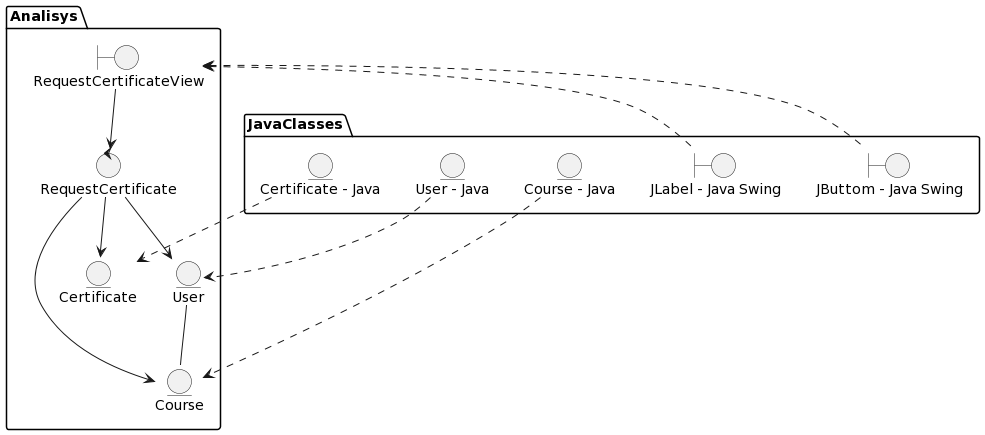 Analisys
RequestCertificateView
JavaClasses
RequestCertificate
Certificate - Java
User - Java
Course - Java
JLabel - Java Swing
JButtom - Java Swing
Certificate
User
Course